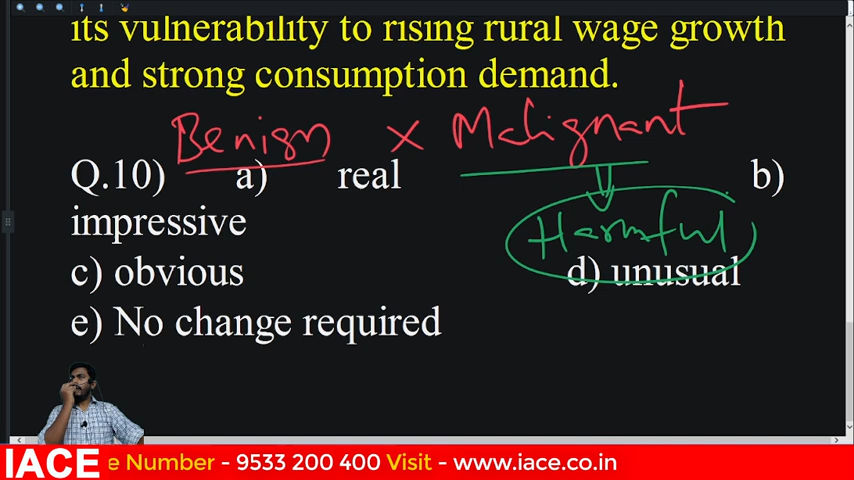 its vulnerability to rising rural wage growth
and strong consumption demand.
Benign × Malignant
Q.10) a) real b)
impressive
Harmful
c) obvious d) unusual
e) No change required
IACE e Number - 9533 200 400 Visit - www.iace.co.in